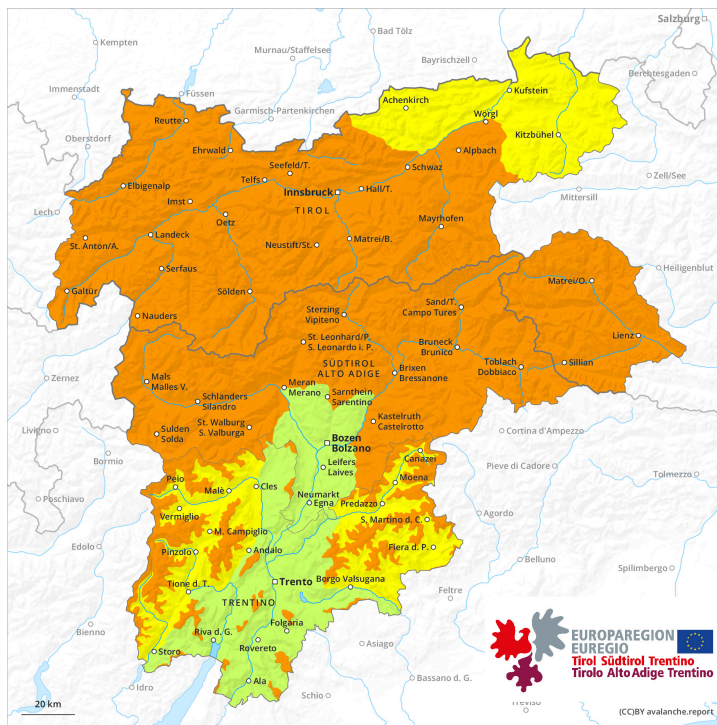 Salzburg
Bad Tölz
Kempten
Murnau/Staffelsee
Bayrischzell
Berchtesgaden
Immenstadt
Füssen
Achenkirch
Kufstein
Garmisch-Partenkirchen
Reutte
Wörgl
Kitzbühel
Oberstdorf
Ehrwald
Alpbach
Seefeld/T.
Schwaz
Zell/See
Elbigenalp
Telfs
Innsbruck
Hall/T.
Mittersill
Imst
TIROL
Lech
Oetz
Mayrhofen
St. Anton/A.
Landeck
Neustift/St.
Matrei/B.
Serfaus
Heiligenblut
Galtür
Sölden
Matrei/O.
Nauders
Sterzing
Vipiteno
Sand/T.
Campo Tures
Lienz
St. Leonhard/P.
S. Leonardo i. P.
Bruneck
Brunico
Toblach
Dobbiaco
Sillian
SÜDTIROL
ALTO ADIGE
Brixen
Bressanone
Zernez
Mals
Malles V.
Meran
Merano
Sarnthein
Sarentino
Schlanders
Silandro
Kastelruth
Castelrotto
Livigno
Sulden
Solda
St. Walburg
S. Valburga
Bozen
Bolzano
Cortina d'Ampezzo
Bormio
Canazei
Pieve di Cadore
Leifers
Laives
Tolmezzo
Poschiavo
Peio
Malè
Cles
Neumarkt
Egna
Moena
Predazzo
Vermiglio
Agordo
S. Martino d. C.
M. Campiglio
Edolo
Pinzolo
Andalo
Fiera d. P.
Belluno
Spilimbergo
Tione d. T.
Trento
Borgo Valsugana
Feltre
TRENTINO
Bienno
Riva d. G.
Folgaria
Rovereto
Asiago
Storo
Ala
Bassano d. G.
Idro
Schio
Treviso
EUROPAREGION
EUREGIO
Tirol Südtirol Trentino
Tirolo Alto Adige Trentino
20 km
(CC)BY avalanche.report